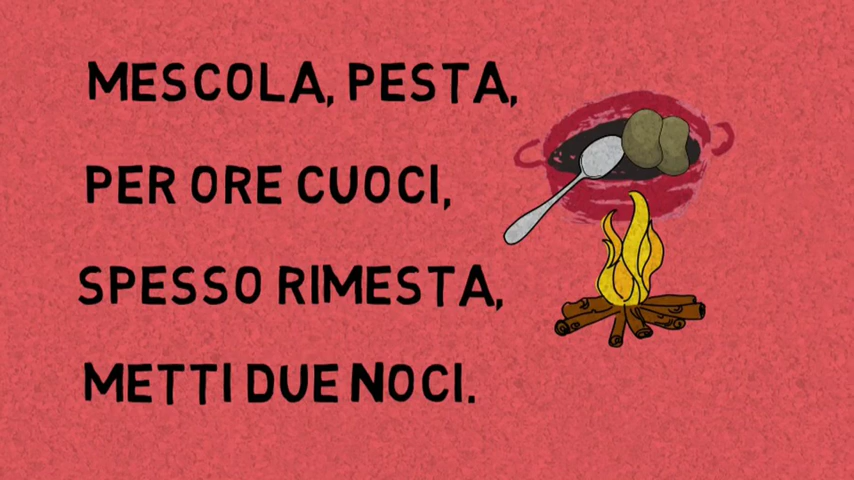 MESCOLA, PESTA,
PER ORE CUOCI,
SPESSO RIMESTA,
METTI DUE NOCI.